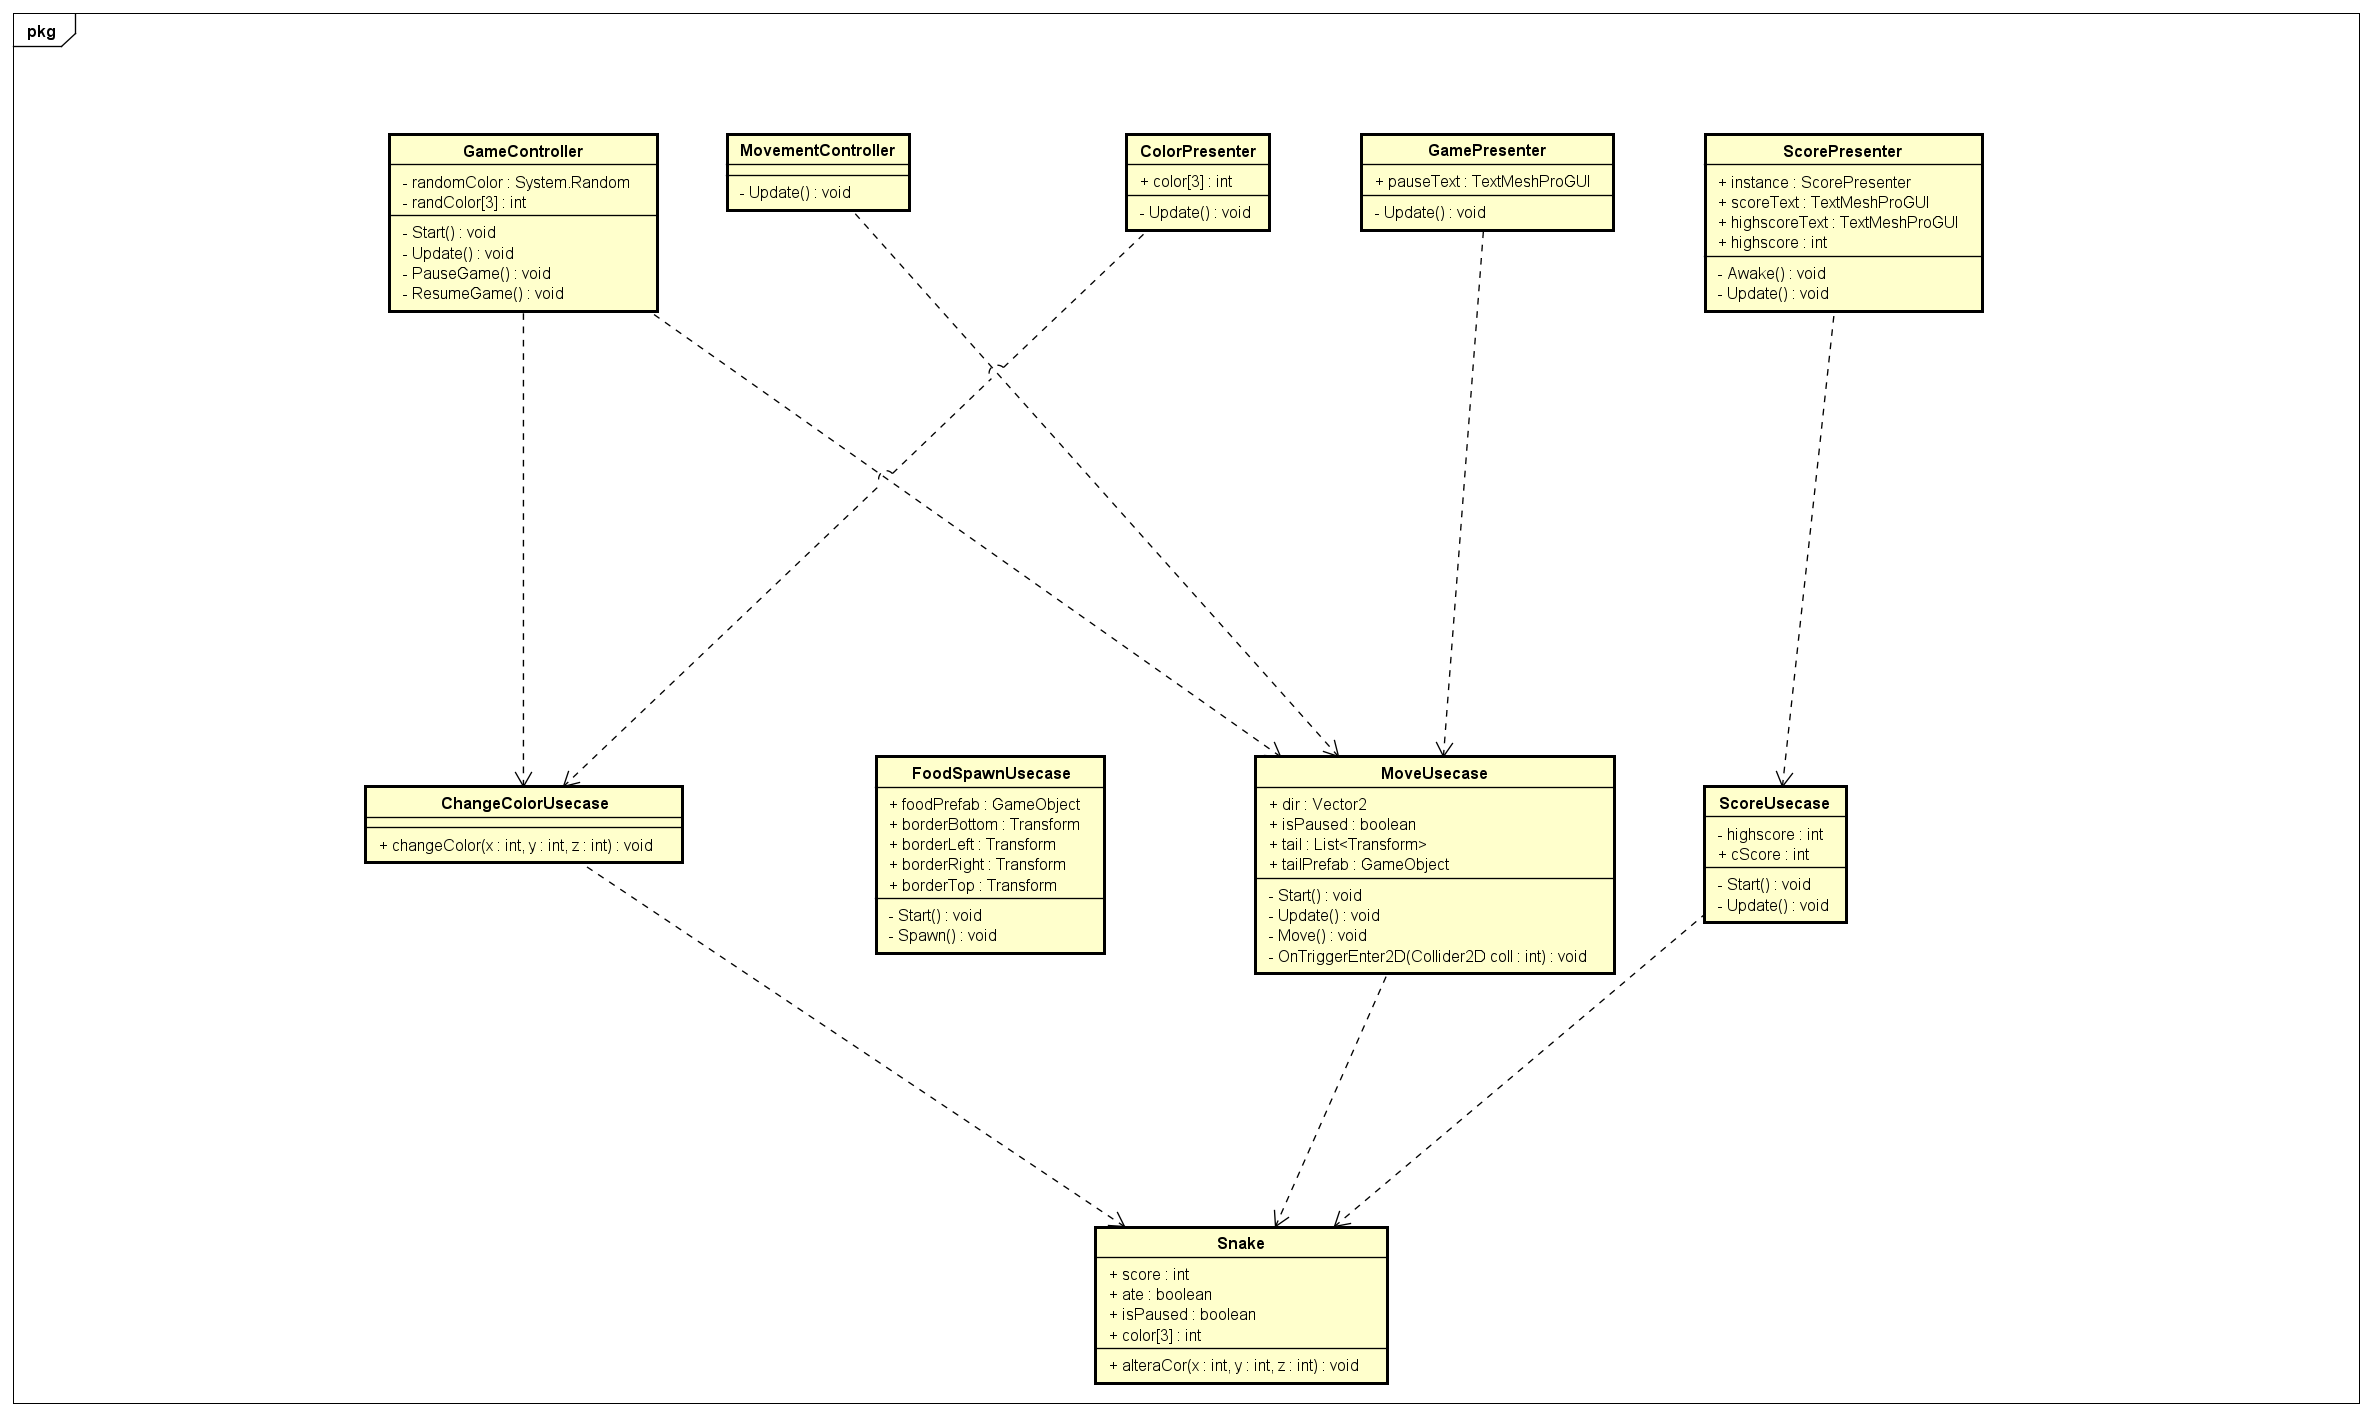 pkg
GameController
- randomColor : System.Random
- randColor[3] : int
- Start() : void
- Update() : void
- PauseGame() : void
- ResumeGame() : void
MovementController
- Update() : void
ColorPresenter
+ color[3] : int
- Update() : void
GamePresenter
+ pauseText : TextMeshProGUI
- Update() : void
ScorePresenter
+ instance : ScorePresenter
+ scoreText : TextMeshProGUI
+ highscoreText : TextMeshProGUI
+ highscore : int
- Awake() : void
- Update() : void
ChangeColorUsecase
+ changeColor(x : int, y : int, z : int) : void
FoodSpawnUsecase
+ foodPrefab : GameObject
+ borderBottom : Transform
+ borderLeft : Transform
+ borderRight : Transform
+ borderTop : Transform
- Start() : void
- Spawn() : void
MoveUsecase
+ dir : Vector2
+ isPaused : boolean
+ tail : List<Transform>
+ tailPrefab : GameObject
- Start() : void
- Update() : void
- Move() : void
- OnTriggerEnter2D(Collider2D coll : int) : void
ScoreUsecase
- highscore : int
+ cScore : int
- Start() : void
- Update() : void
Snake
+ score : int
+ ate : boolean
+ isPaused : boolean
+ color[3] : int
+ alteraCor(x : int, y : int, z : int) : void